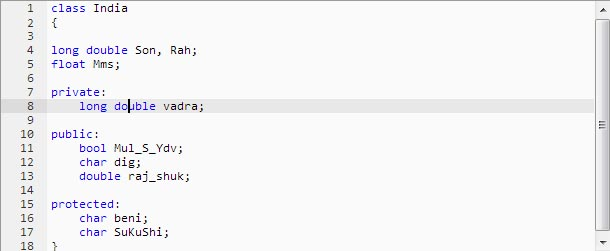 1 class India
2 {
3
4 long double Son, Rah;
5 float Mms;
6
7 private:
8     long double vadra;
9
10 public:
11     bool Mul_S_Ydv;
12     char dig;
13     double raj_shuk;
14
15 protected:
16     char beni;
17     char SuKuShi;
18 }